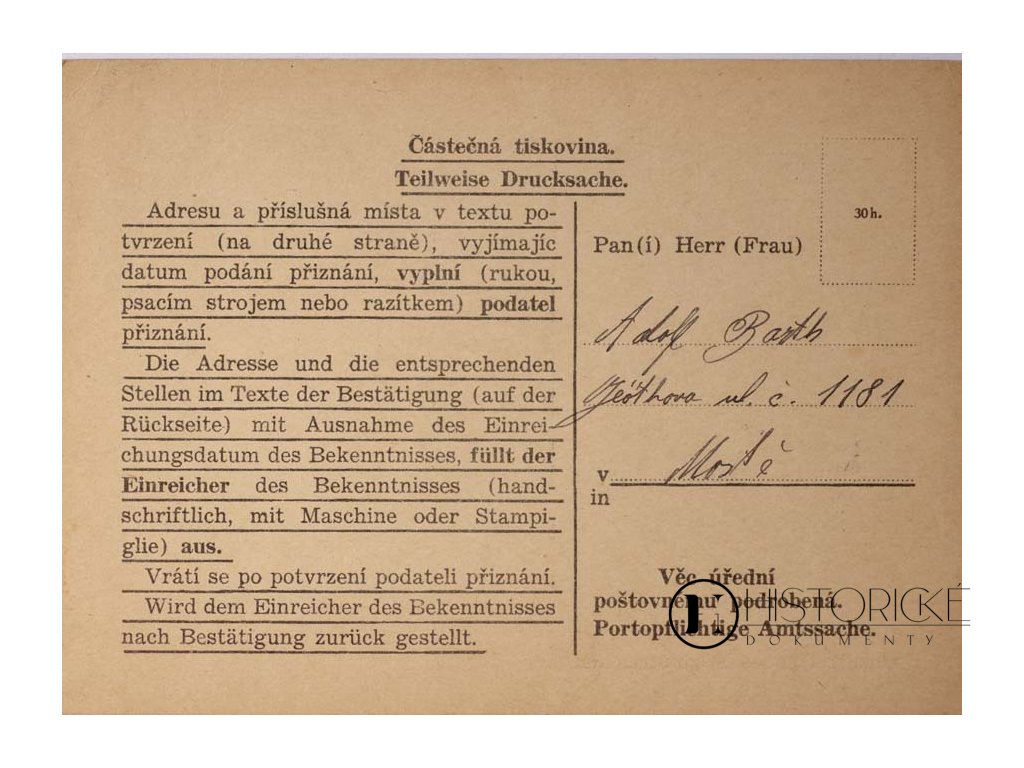 Částečná tiskovina.
Teilweise Drucksache.
Adresu a příslušná místa v textu po-
tvrzení (na druhé straně), vyjímajíc
datum podání přiznání, vyplní (rukou,
psacím strojem nebo razítkem) podatel
přiznání.
Die Adresse und die entsprechenden
Stellen im Texte der Bestätigung (auf der
Rückseite) mit Ausnahme des Einrei-
chungsdatum des Bekenntnisses, füllt der
Einreicher des Bekenntnisses (hand-
schriftlich, mit Maschine oder Stampi-
glie) aus.
Vrátí se po potvrzení podateli přiznání.
Wird dem Einreicher des Bekenntnisses
nach Bestätigung zurück gestellt.
30 h.
Pan(í) Herr (Frau)
Adolf Barth
ul. č. 1181
v Mostě
in
Věc úřední
poštovnému podrobená.
Portopflichtige Amtssache.
HISTORICKÉ
DOKUMENTY